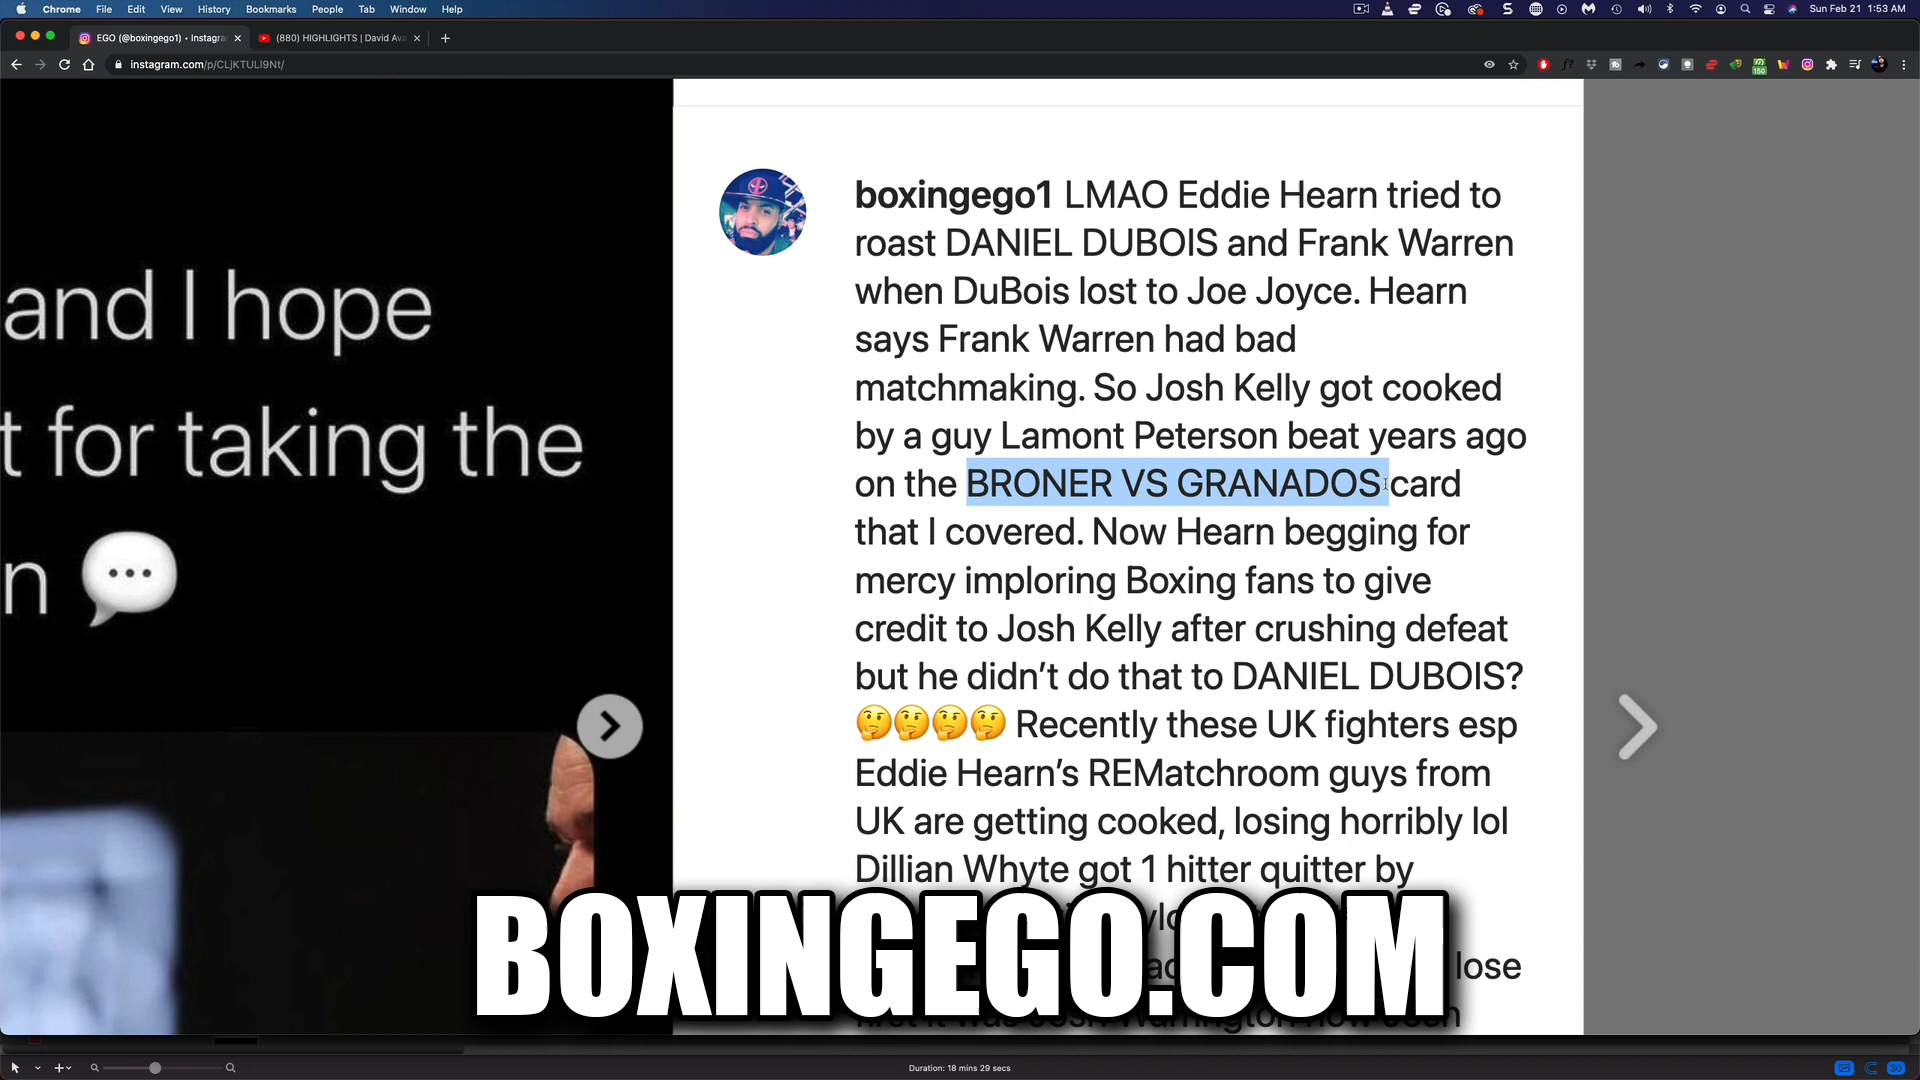 Chrome File Edit View History Bookmarks People Tab Window Help
Sun Feb 21 1:53 AM
EGO (@boxingego1) • Instagra
(880) HIGHLIGHTS | David Ava
instagram.com/p/CLjKTULl9Nt/
150
and I hope
t for taking the
n
boxingego1 LMAO Eddie Hearn tried to
roast DANIEL DUBOIS and Frank Warren
when DuBois lost to Joe Joyce. Hearn
says Frank Warren had bad
matchmaking. So Josh Kelly got cooked
by a guy Lamont Peterson beat years ago
on the BRONER VS GRANADOS card
that I covered. Now Hearn begging for
mercy imploring Boxing fans to give
credit to Josh Kelly after crushing defeat
but he didn't do that to DANIEL DUBOIS?
🤔🤔🤔🤔 Recently these UK fighters esp
Eddie Hearn's REMatchroom guys from
UK are getting cooked, losing horribly lol
Dillian Whyte got 1 hitter quitter by
lose
BOXINGEGO.COM
Duration: 18 mins 29 secs
30